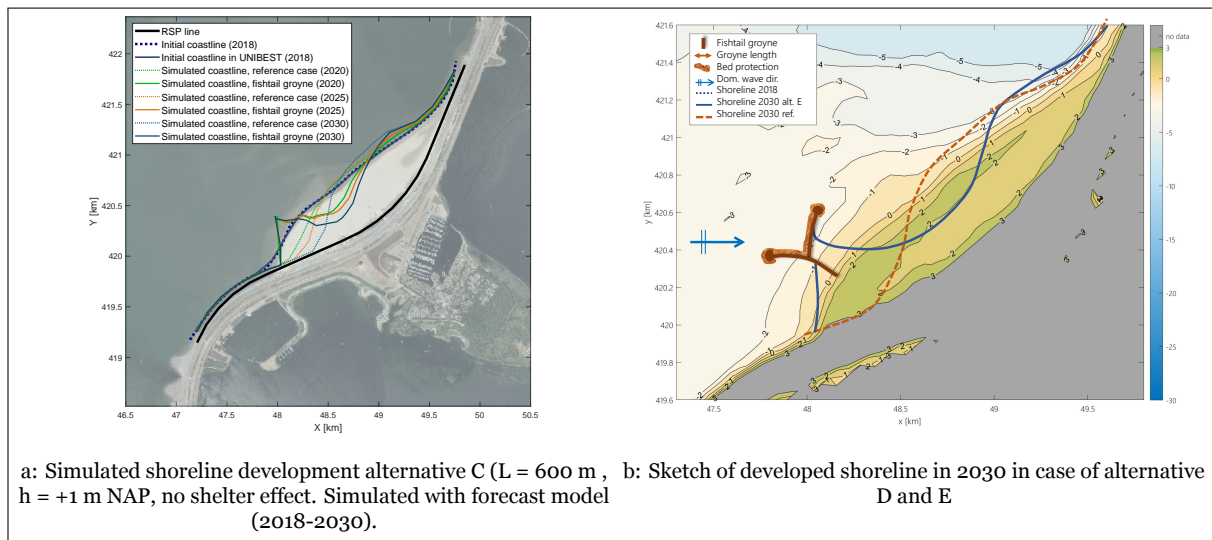 RSP line
Initial coastline (2018)
Initial coastline in UNIBEST (2018)
Simulated coastline, reference case (2020)
Simulated coastline, fishtail groyne (2020)
Simulated coastline, reference case (2025)
Simulated coastline, fishtail groyne (2025)
Simulated coastline, reference case (2030)
Simulated coastline, fishtail groyne (2030)
422
421.5
421
420.5
420
419.5
419
Y [km]
46.5 47 47.5 48 48.5 49 49.5 50 50.5
X [km]
Fishtail groyne
Groyne length
Bed protection
Dom. wave dir.
Shoreline 2018
Shoreline 2030 alt. E
Shoreline 2030 ref.
421.6
421.4
421.2
421
420.8
420.6
420.4
420.2
420
419.8
419.6
y [km]
47.5 48 48.5 49 49.5
x [km]
no data
3
2
1
0
-1
-2
-3
-4
-5
-10
-15
-20
-25
-30
a: Simulated shoreline development alternative C (L = 600 m ,
h = +1 m NAP, no shelter effect. Simulated with forecast model
(2018-2030).
b: Sketch of developed shoreline in 2030 in case of alternative
D and E